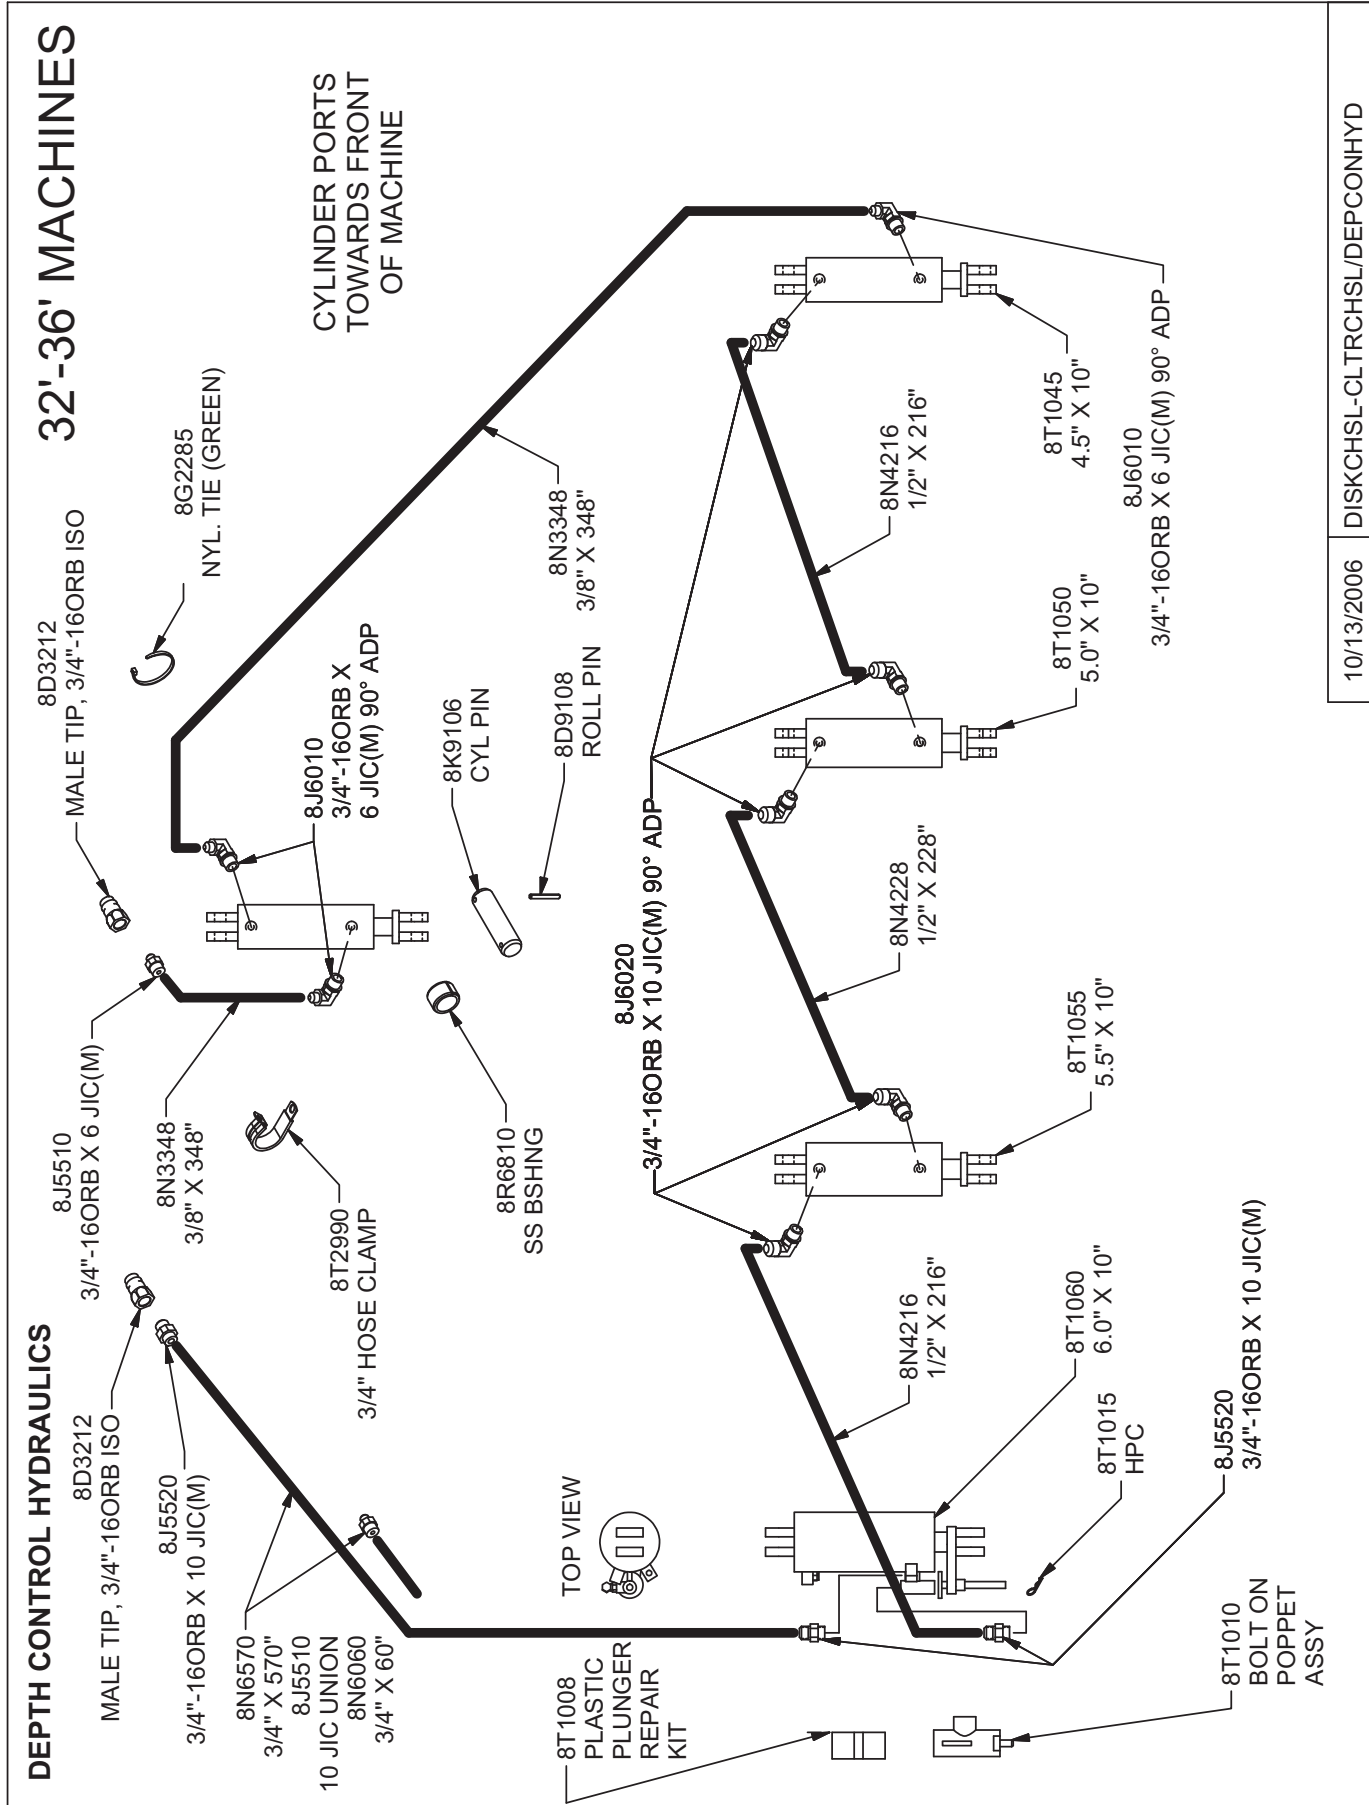 DEPTH CONTROL HYDRAULICS
32'-36' MACHINES
8D3212
MALE TIP, 3/4"-16ORB ISO
8J5520
3/4"-16ORB X 10 JIC(M)
8N6570
3/4" X 570"
8J5510
10 JIC UNION
8N6060
3/4" X 60"
8J5510
3/4"-16ORB X 6 JIC(M)
8N3348
3/8" X 348"
8T2990
3/4" HOSE CLAMP
8D3212
MALE TIP, 3/4"-16ORB ISO
8G2285
NYL. TIE (GREEN)
8J6010
3/4"-16ORB X
6 JIC(M) 90° ADP
8K9106
CYL PIN
8D9108
ROLL PIN
8R6810
SS BSHNG
8N3348
3/8" X 348"
CYLINDER PORTS
TOWARDS FRONT
OF MACHINE
TOP VIEW
8T1008
PLASTIC
PLUNGER
REPAIR
KIT
8J6020
3/4"-16ORB X 10 JIC(M) 90° ADP
8N4216
1/2" X 216"
8N4228
1/2" X 228"
8N4216
1/2" X 216"
8T1060
6.0" X 10"
8T1015
HPC
8T1055
5.5" X 10"
8T1050
5.0" X 10"
8T1045
4.5" X 10"
8J6010
3/4"-16ORB X 6 JIC(M) 90° ADP
8J5520
3/4"-16ORB X 10 JIC(M)
8T1010
BOLT ON
POPPET
ASSY
10/13/2006
DISKCHSL-CLTRCHSL/DEPCONHYD